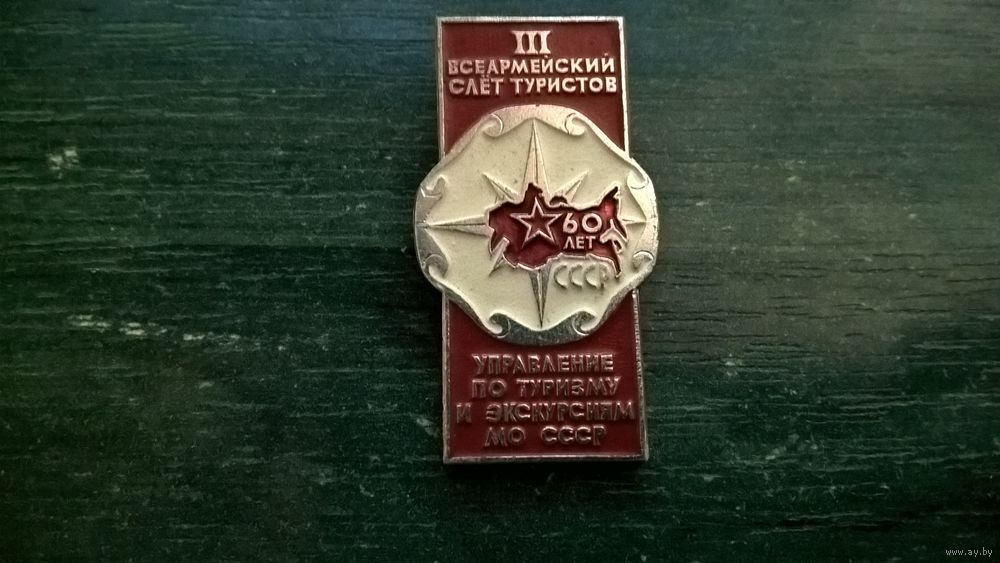 III
ВСЕАРМЕЙСКИЙ
СЛЁТ ТУРИСТОВ
60
ЛЕТ
СССР
УПРАВЛЕНИЕ
ПО ТУРИЗМУ
И ЭКСКУРСИЯМ
МО СССР
www.ay.by